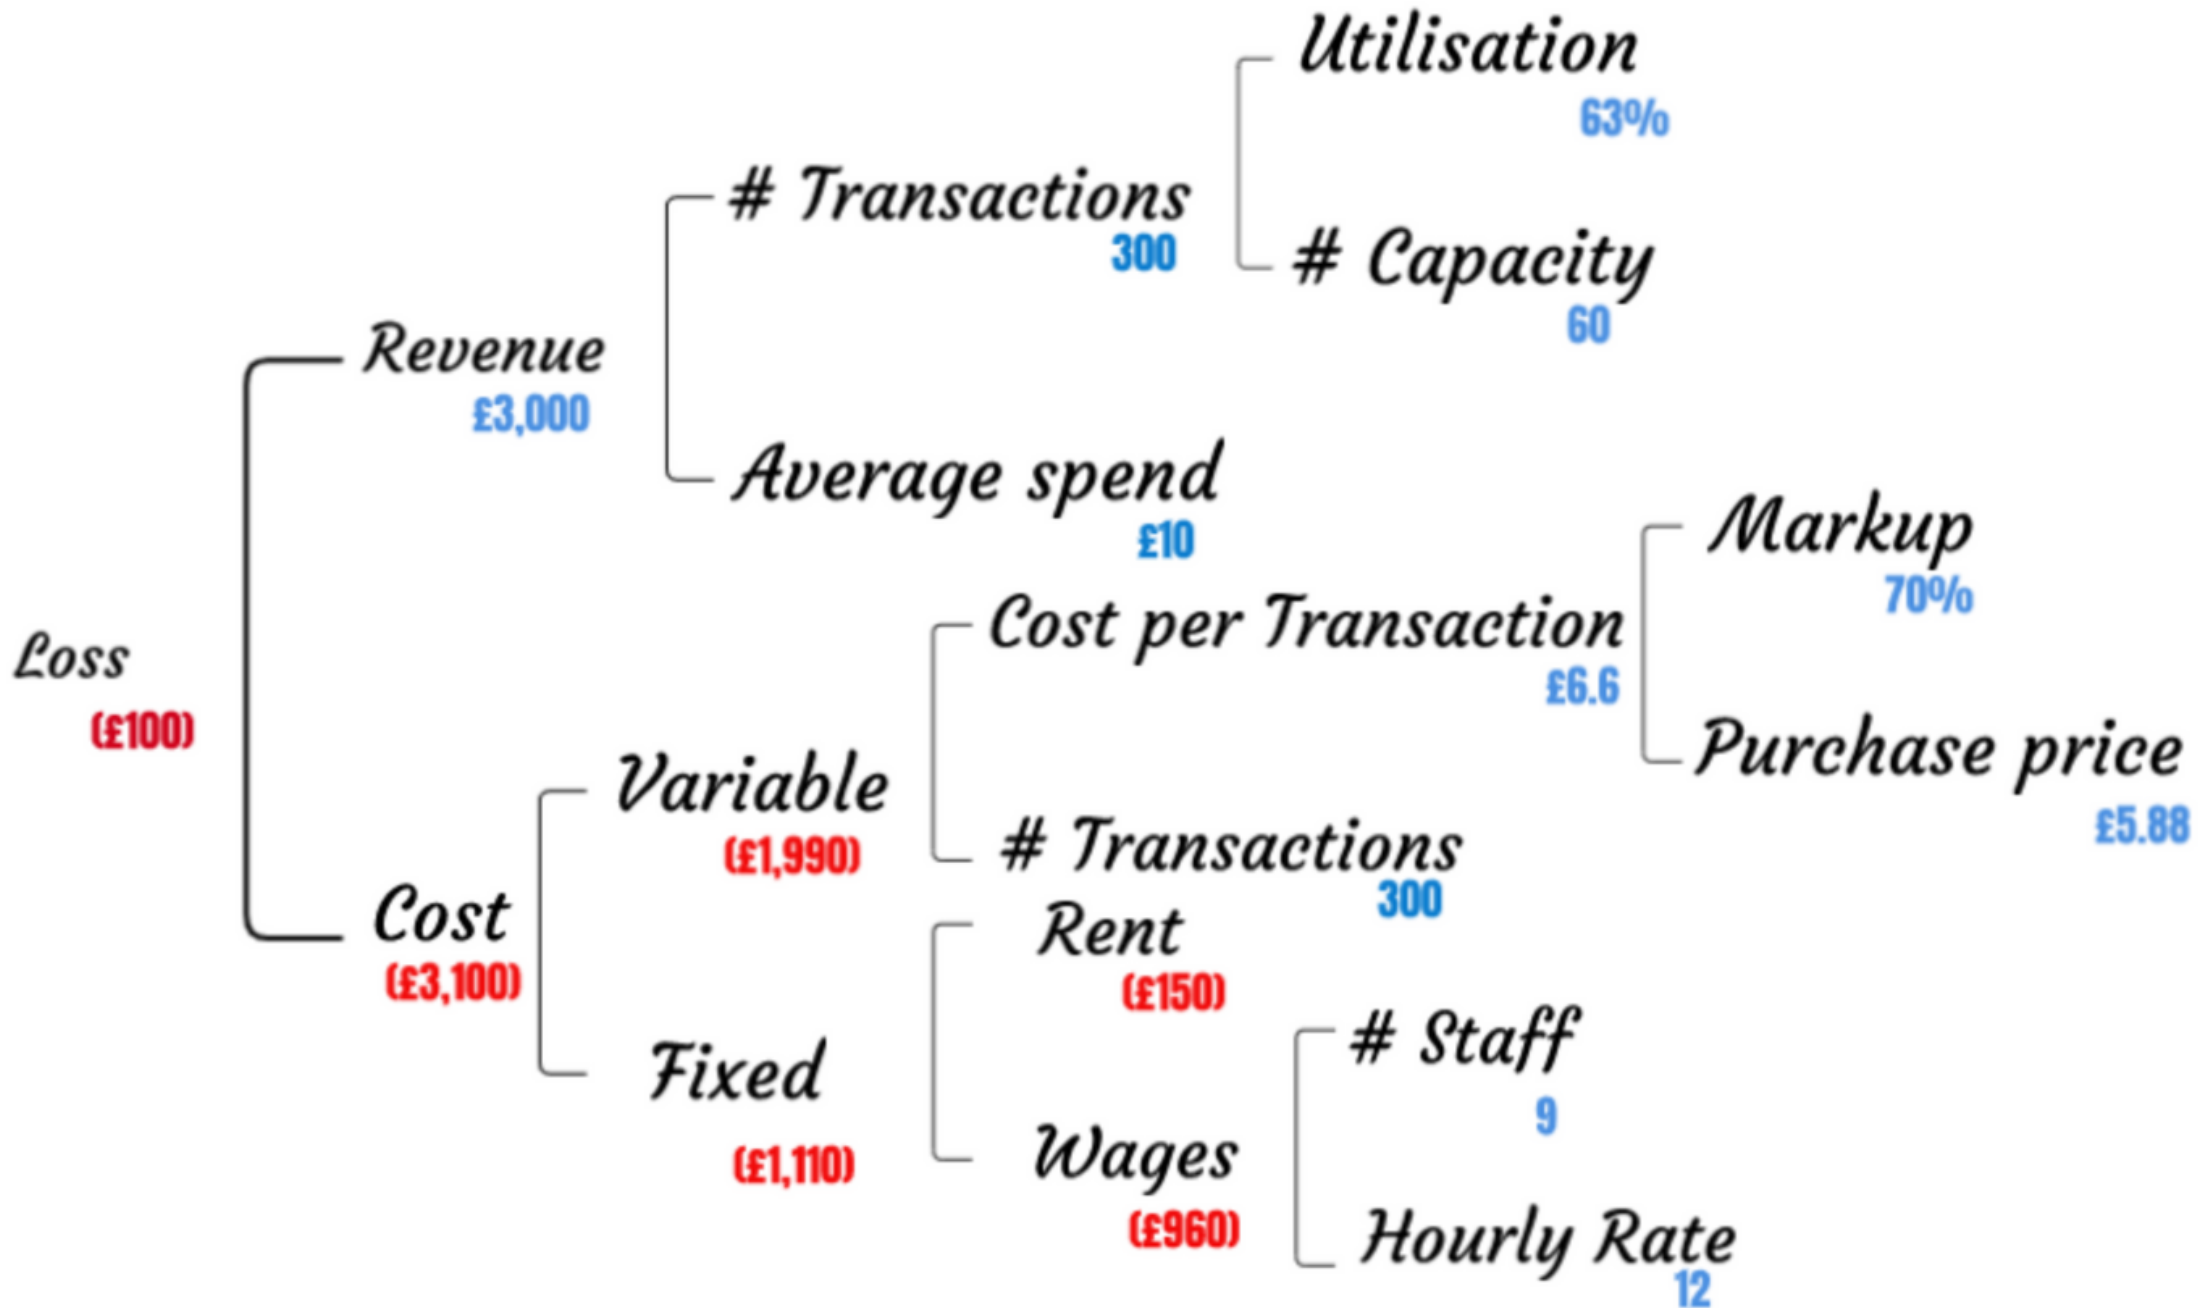 Utilisation
63%
# Transactions
300
# Capacity
60
Revenue
£3,000
Average spend
£10
Markup
70%
Cost per Transaction
£6.6
Loss
(£100)
Purchase price
£5.88
Variable
(£1,990)
# Transactions
300
Cost
(£3,100)
Rent
(£150)
# Staff
9
Fixed
(£1,110)
Wages
(£960)
Hourly Rate
12